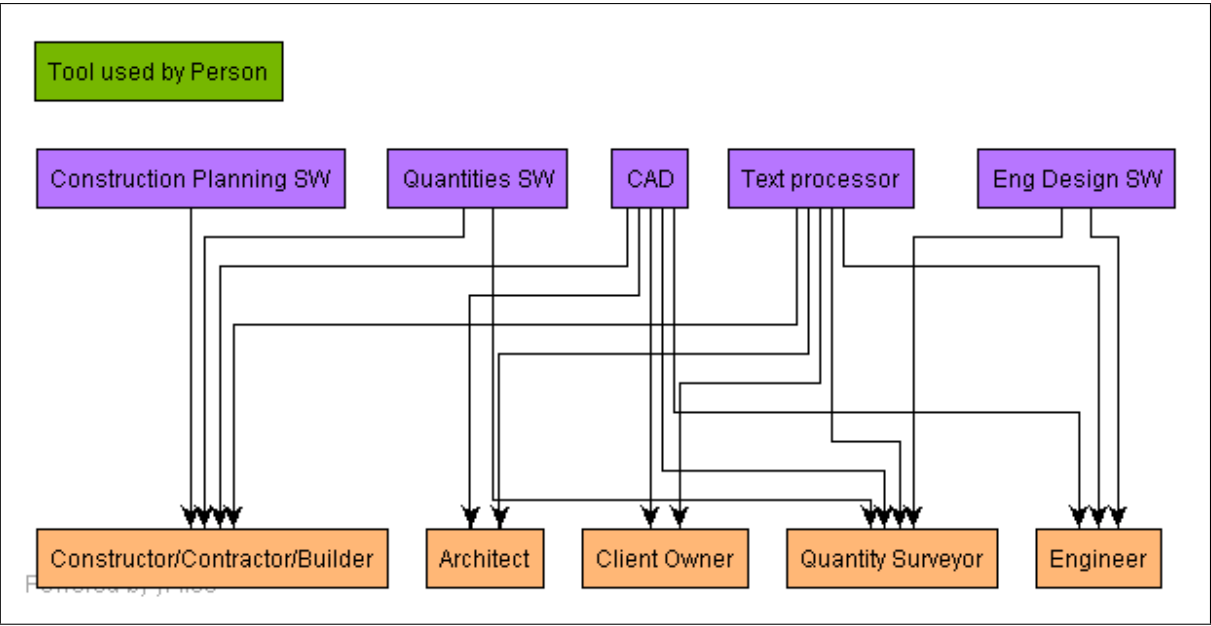 Tool used by Person
Construction Planning SW
Quantities SW
CAD
Text processor
Eng Design SW
Constructor/Contractor/Builder
Architect
Client Owner
Quantity Surveyor
Engineer